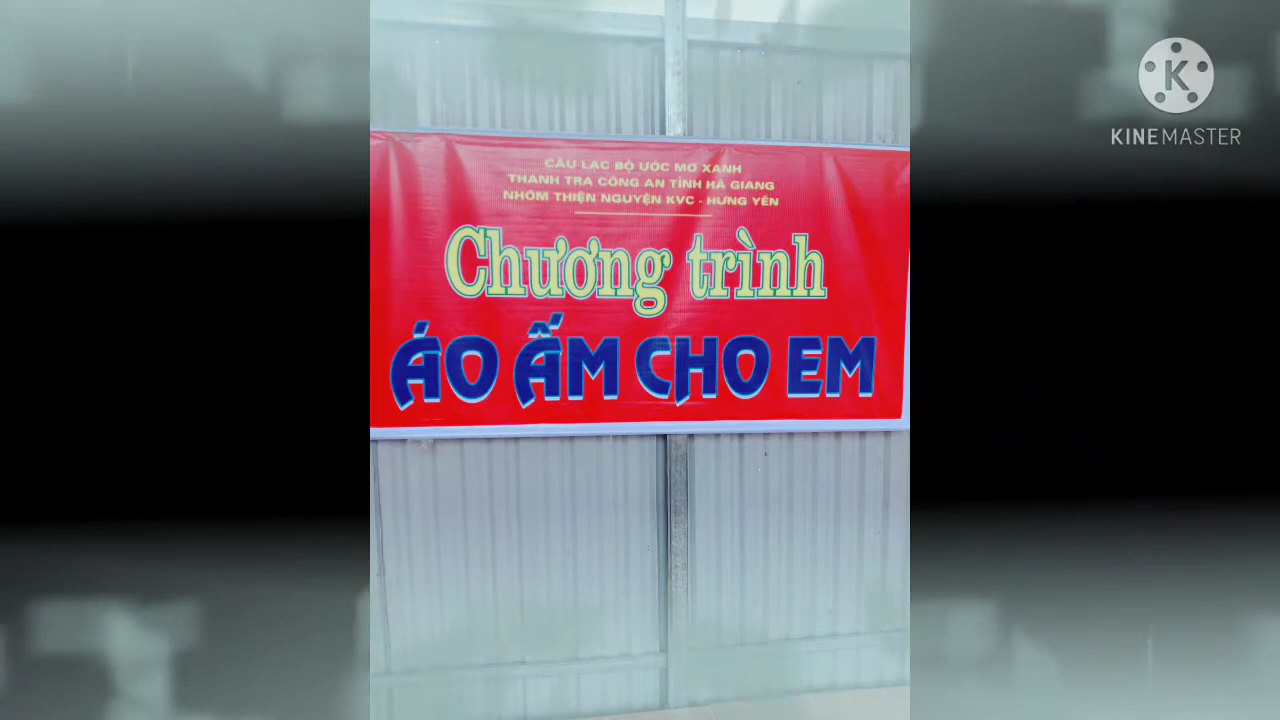 CÂU LẠC BỘ ƯỚC MƠ XANH
THANH TRA CÔNG AN TỈNH HÀ GIANG
NHÓM THIỆN NGUYỆN KVC - HƯNG YÊN
Chương trình
ÁO ẤM CHO EM
K
KINEMASTER